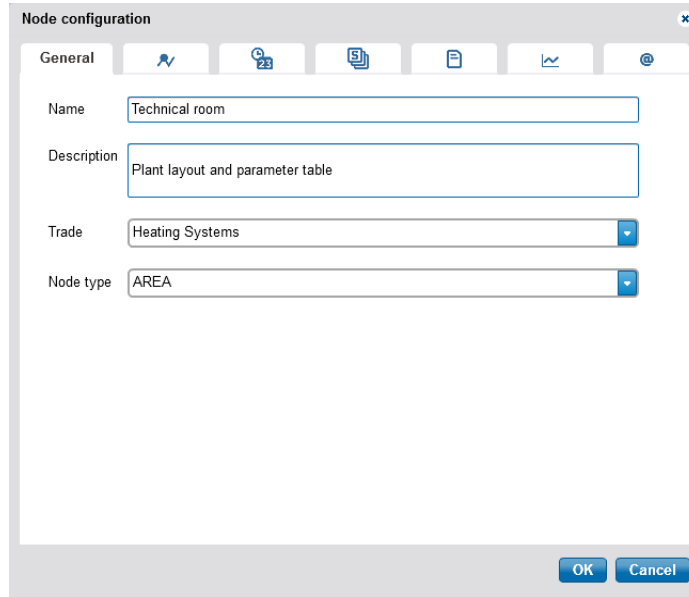 Node configuration
General
23
S
@
Name
Technical room
Description
Plant layout and parameter table
Trade
Heating Systems
Node type
AREA
OK
Cancel